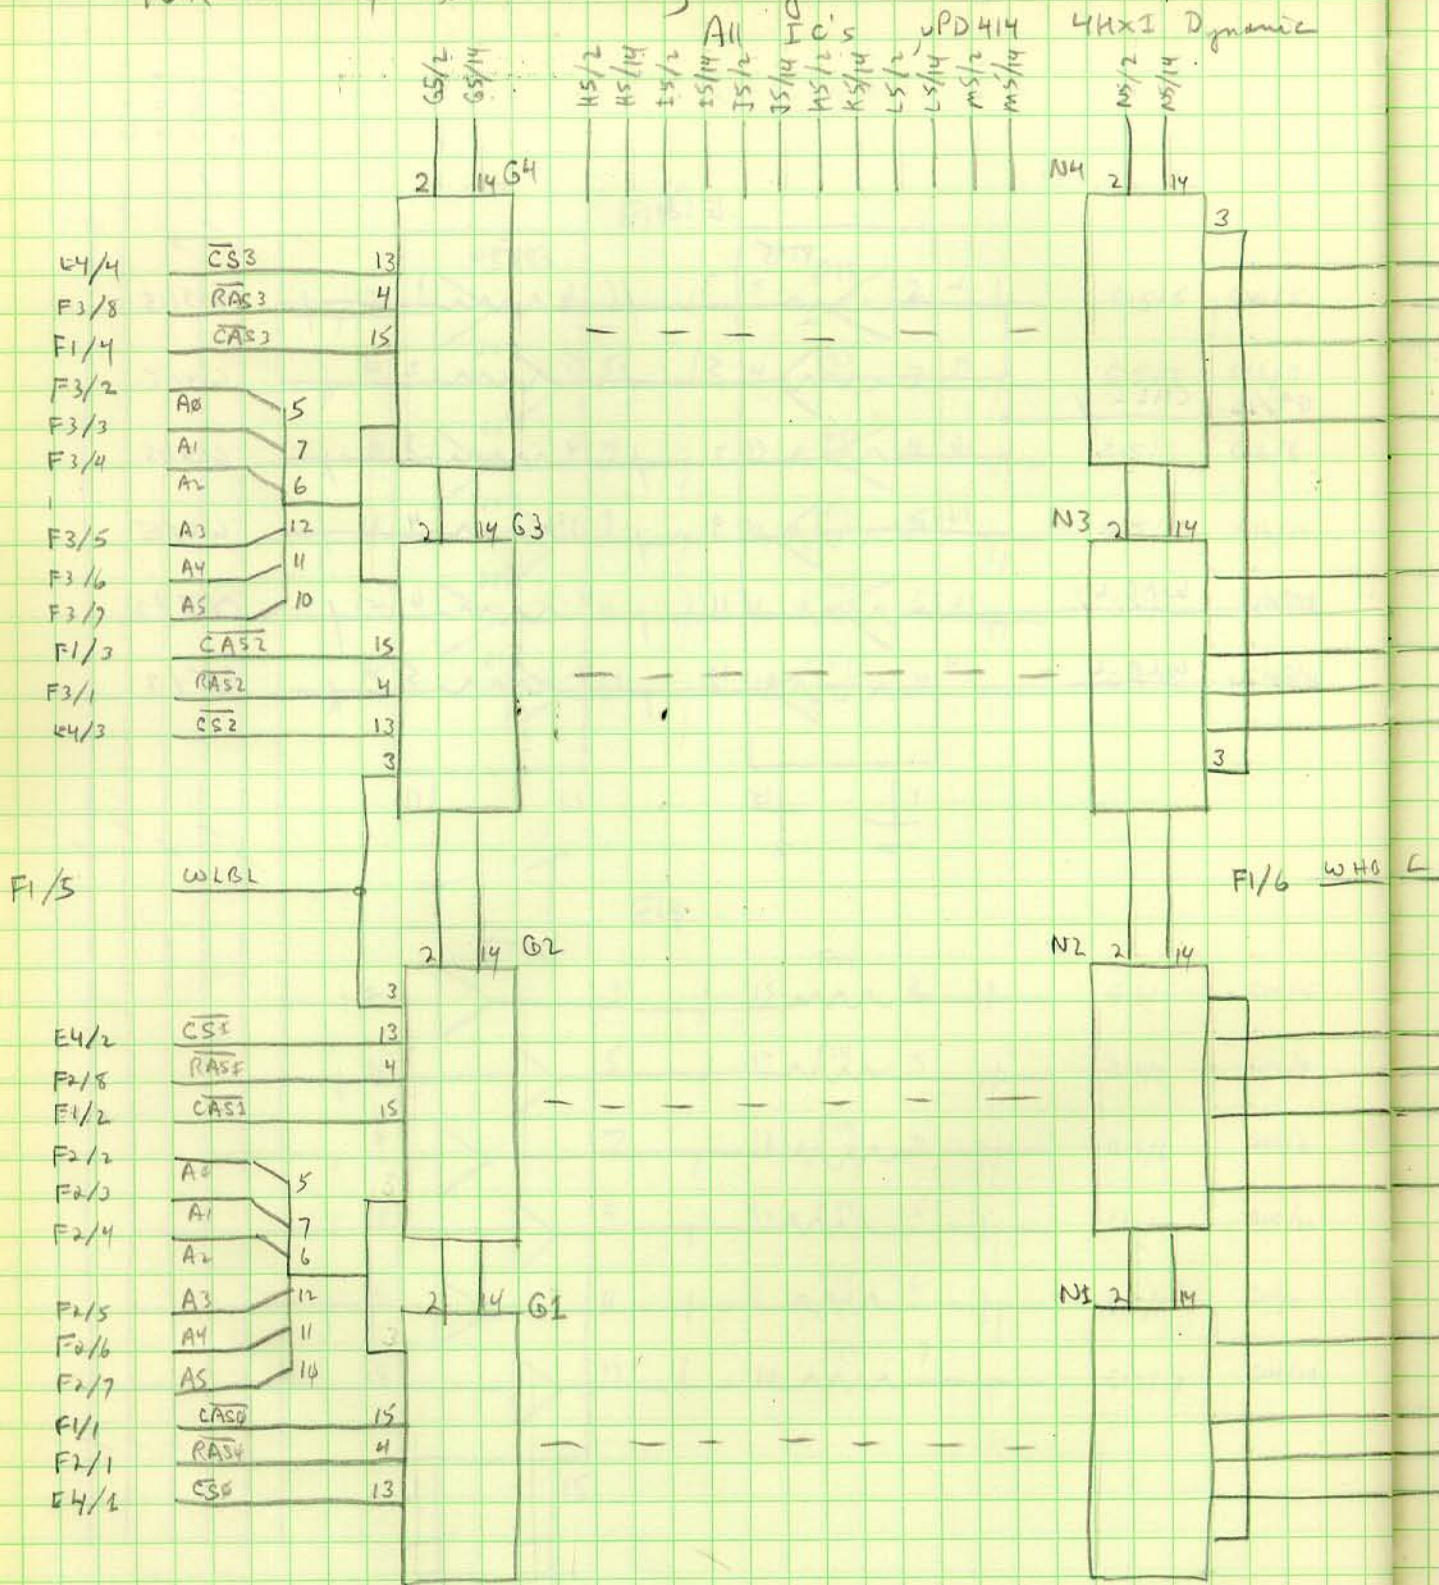 All IC's uPD414 4KX1 Dynamic
G5/2 G5/14 H5/2 H5/14 I5/2 I5/14 J5/2 J5/14 K5/2 K5/14 L5/2 L5/14 M5/2 M5/14 N5/2 N5/14
2 14 G4 N4 2 14
3
E4/4 CS3 13
F3/8 RAS3 4
F1/4 CAS3 15
F3/2 A0 5
F3/3 A1 7
F3/4 A2 6
2 14 G3 N3 2 14
F3/5 A3 12
F3/6 A4 11
F3/7 A5 10
F1/3 CAS2 15
F3/1 RAS2 4
E4/3 CS2 13
3 3
F1/5 WLBL F1/6 WHB L
2 14 G2 N2 2 14
3
E4/2 CS1 13
F2/8 RAS1 4
F1/2 CAS1 15
F2/2 A0 5
F2/3 A1 7
F2/4 A2 6
2 14 G1 N1 2 14
F2/5 A3 12
F2/6 A4 11
F2/7 A5 10
F1/1 CAS0 15
F2/1 RAS0 4
E4/1 CS0 13